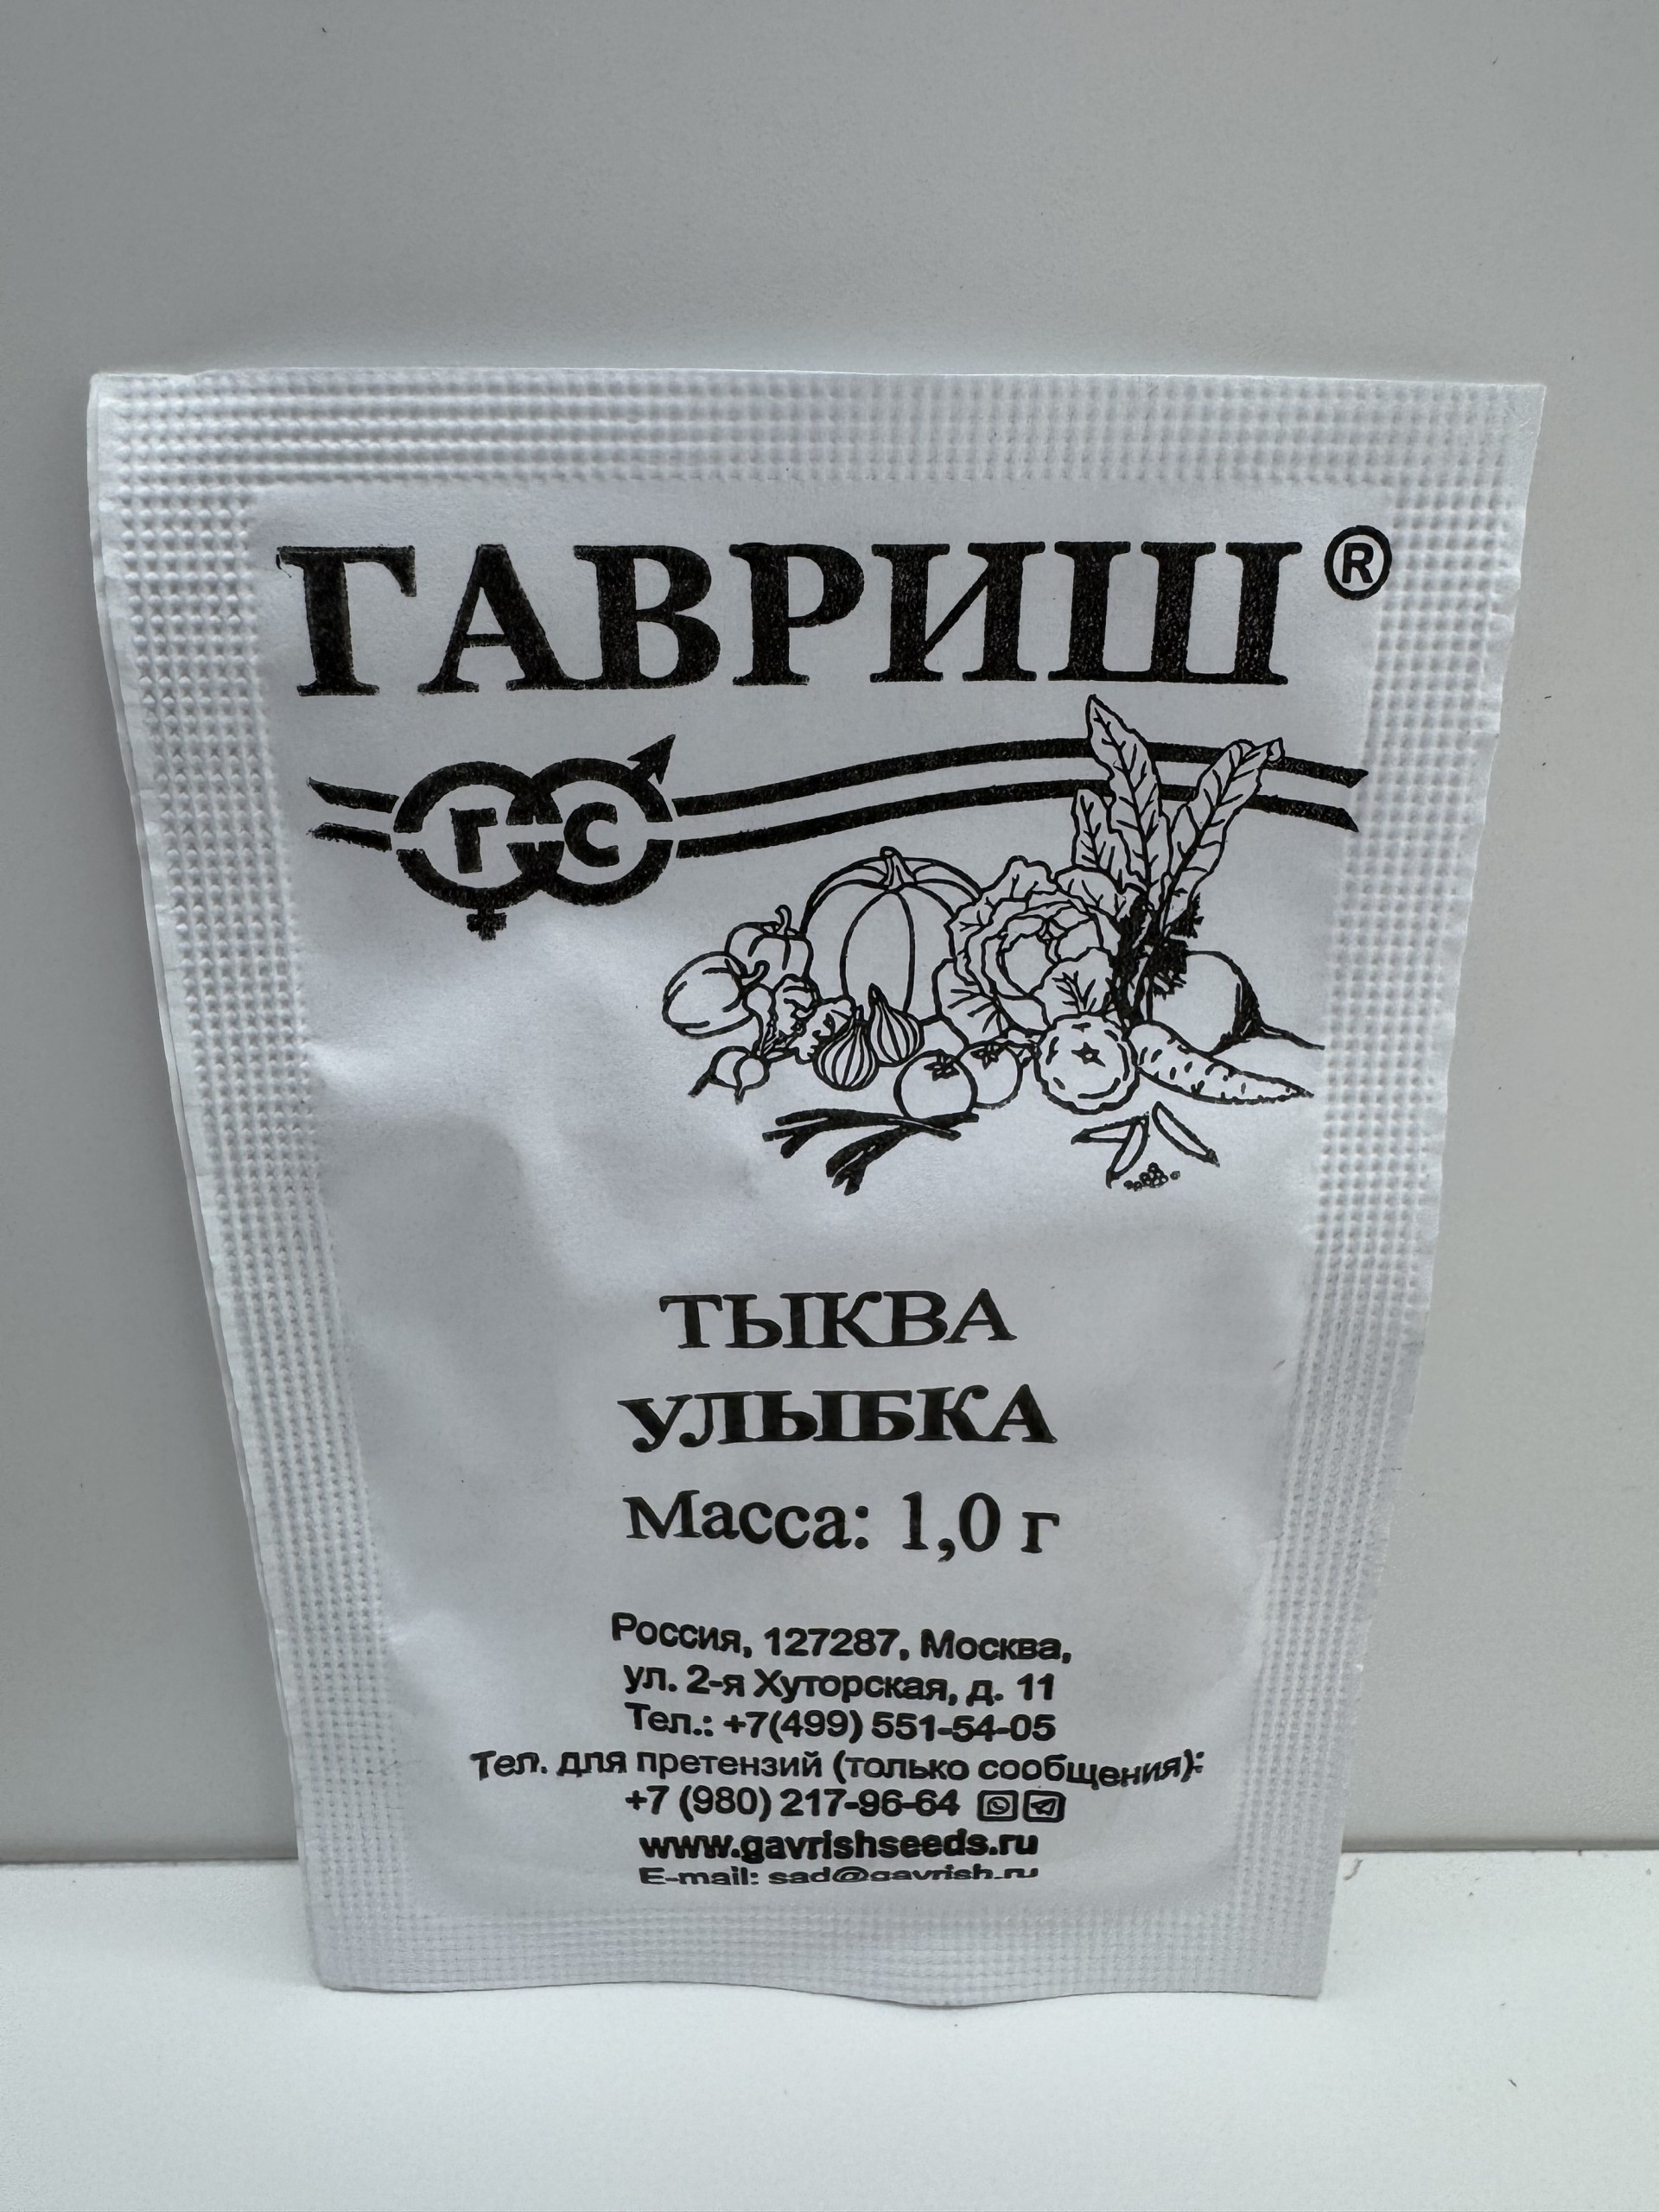 ГАВРИШ®
ГС
ТЫКВА
УЛЫБКА
Масса: 1,0 г
Россия, 127287, Москва,
ул. 2-я Хуторская, д. 11
Тел.: +7(499) 551-54-05
Тел. для претензий (только сообщения):
+7 (980) 217-96-64
www.gavrishseeds.ru
E-mail: sad@gavrish.ru